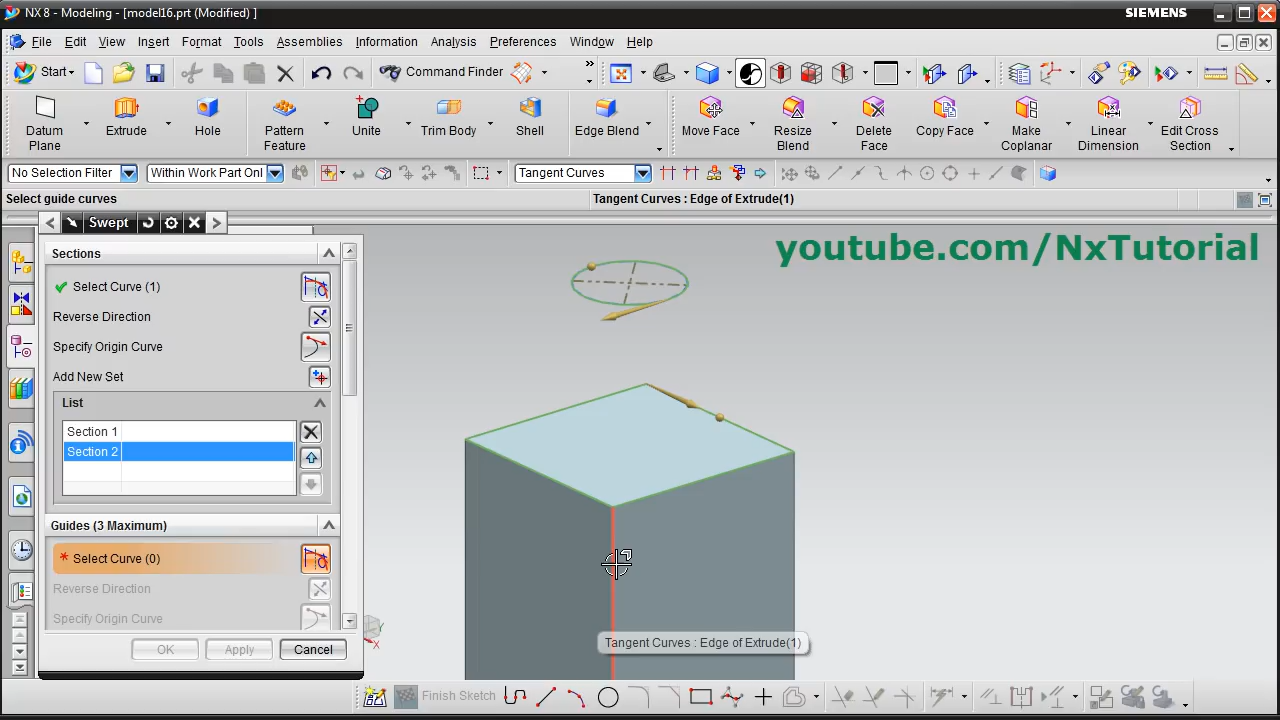 NX 8 - Modeling - [model16.prt (Modified) ]
SIEMENS
File Edit View Insert Format Tools Assemblies Information Analysis Preferences Window Help
Start
Command Finder
Datum Plane
Extrude
Hole
Pattern Feature
Unite
Trim Body
Shell
Edge Blend
Move Face
Resize Blend
Delete Face
Copy Face
Make Coplanar
Linear Dimension
Edit Cross Section
No Selection Filter
Within Work Part Onl
Tangent Curves
Select guide curves
Tangent Curves : Edge of Extrude(1)
Swept
youtube.com/NxTutorial
Sections
Select Curve (1)
Reverse Direction
Specify Origin Curve
Add New Set
List
Section 1
Section 2
Guides (3 Maximum)
* Select Curve (0)
Reverse Direction
Specify Origin Curve
OK
Apply
Cancel
X
Tangent Curves : Edge of Extrude(1)
Finish Sketch